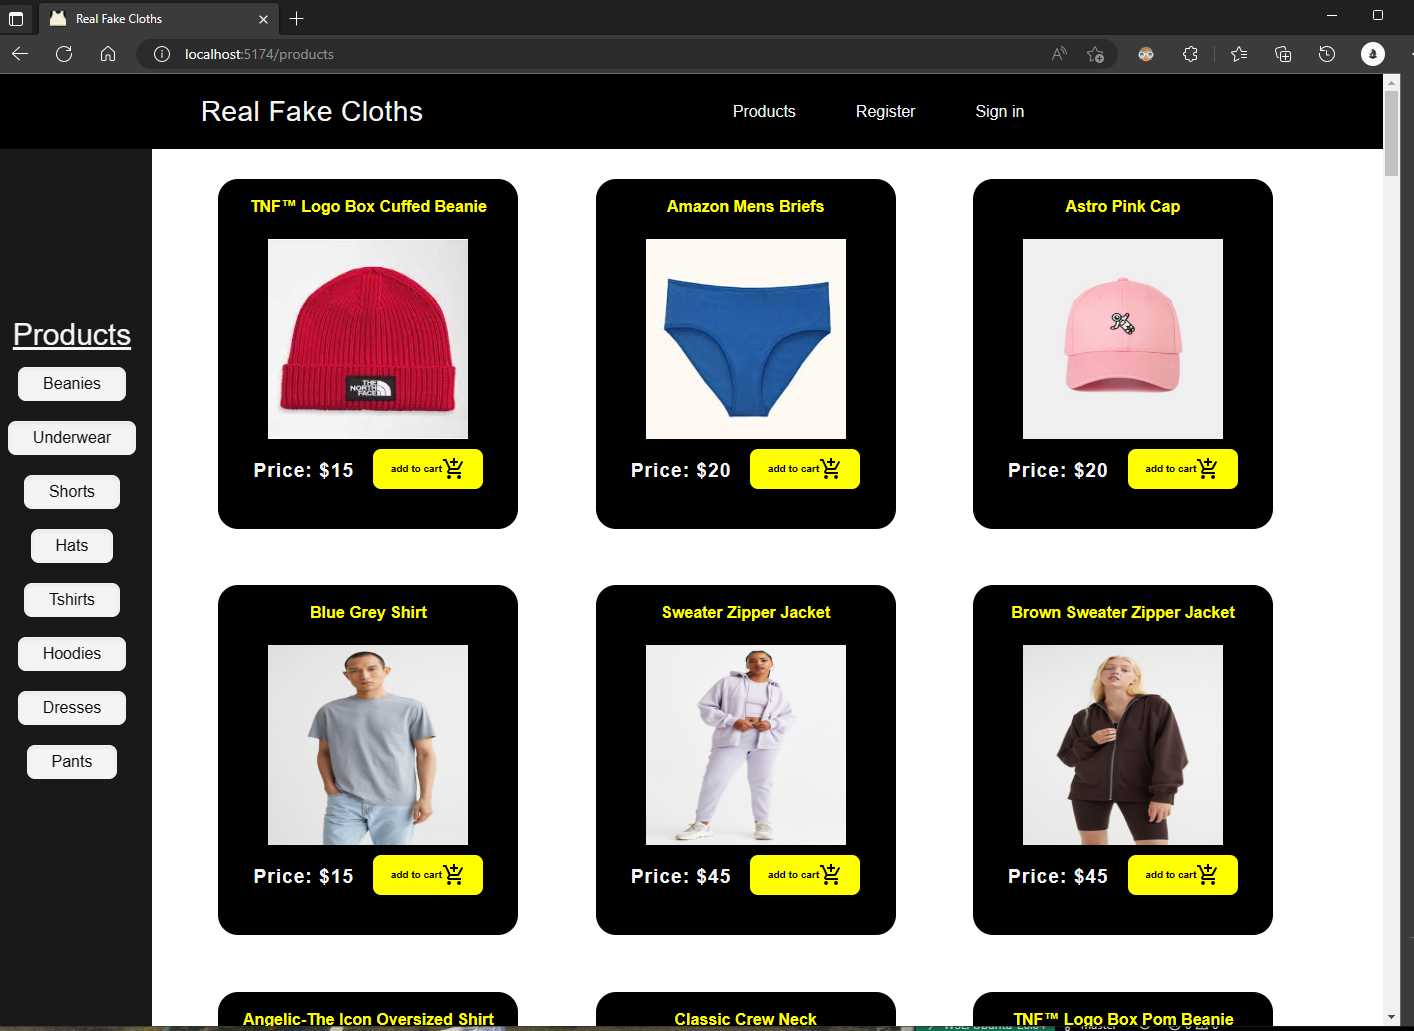 Real Fake Cloths
localhost:5174/products
Real Fake Cloths
Products
Register
Sign in
Products
Beanies
Underwear
Shorts
Hats
Tshirts
Hoodies
Dresses
Pants
TNF™ Logo Box Cuffed Beanie
THE
NORTH
FACE
Price: $15
add to cart
Amazon Mens Briefs
Price: $20
add to cart
Astro Pink Cap
Price: $20
add to cart
Blue Grey Shirt
Price: $15
add to cart
Sweater Zipper Jacket
Price: $45
add to cart
Brown Sweater Zipper Jacket
Price: $45
add to cart
Angelic-The Icon Oversized Shirt
Classic Crew Neck
TNF™ Logo Box Pom Beanie